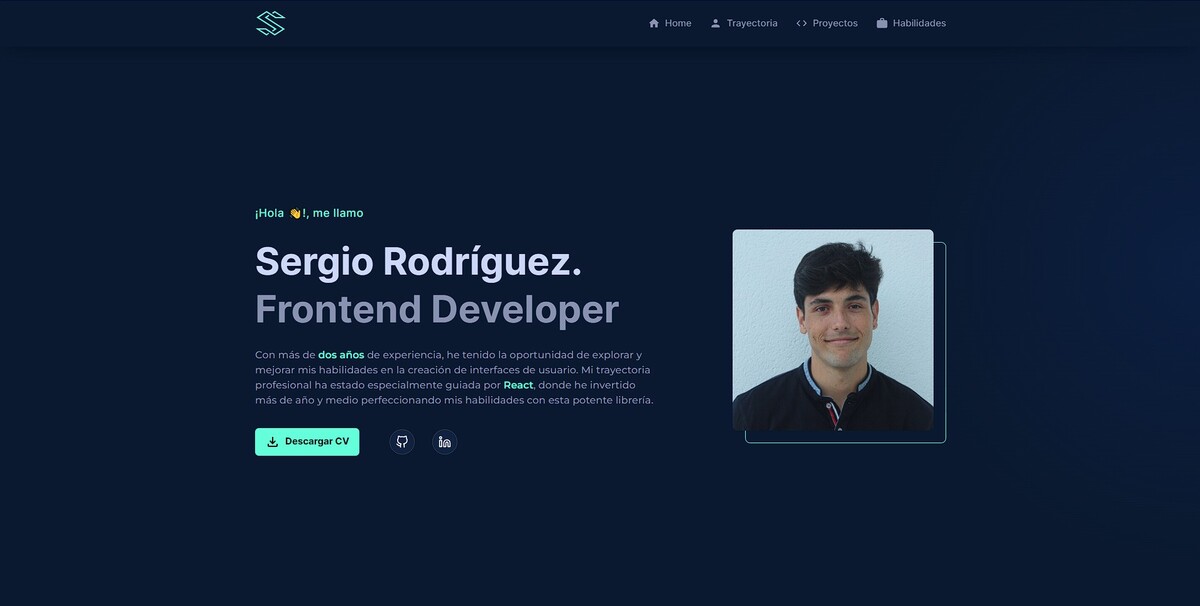 Home Trayectoria Proyectos Habilidades
¡Hola 👋!, me llamo
Sergio Rodríguez.
Frontend Developer
Con más de dos años de experiencia, he tenido la oportunidad de explorar y
mejorar mis habilidades en la creación de interfaces de usuario. Mi trayectoria
profesional ha estado especialmente guiada por React, donde he invertido
más de año y medio perfeccionando mis habilidades con esta potente librería.
Descargar CV